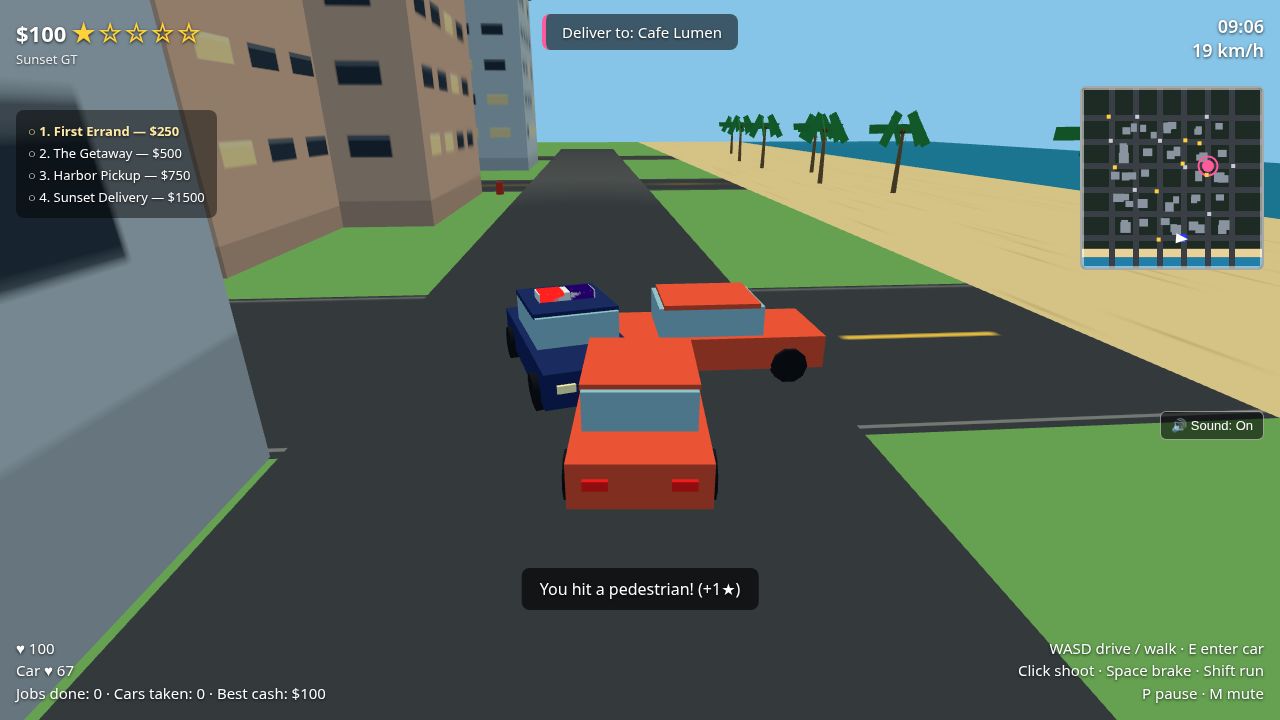 $100 ★☆☆☆☆
Sunset GT
Deliver to: Cafe Lumen
09:06
19 km/h
○ 1. First Errand — $250
○ 2. The Getaway — $500
○ 3. Harbor Pickup — $750
○ 4. Sunset Delivery — $1500
🔊 Sound: On
You hit a pedestrian! (+1★)
♥ 100
Car ♥ 67
Jobs done: 0 · Cars taken: 0 · Best cash: $100
WASD drive / walk · E enter car
Click shoot · Space brake · Shift run
P pause · M mute